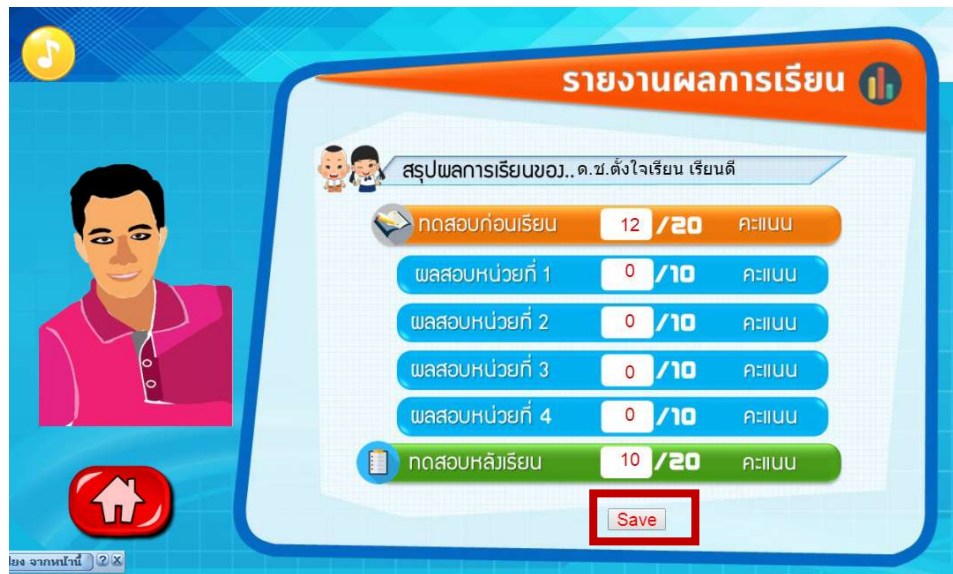 รายงานผลการเรียน
สรุปผลการเรียนของ..ด.ช.ตั้งใจเรียน เรียนดี
ทดสอบก่อนเรียน 12 /20 คะแนน
ผลสอบหน่วยที่ 1 0 /10 คะแนน
ผลสอบหน่วยที่ 2 0 /10 คะแนน
ผลสอบหน่วยที่ 3 0 /10 คะแนน
ผลสอบหน่วยที่ 4 0 /10 คะแนน
ทดสอบหลังเรียน 10 /20 คะแนน
Save
จากหน้านี้ ? X